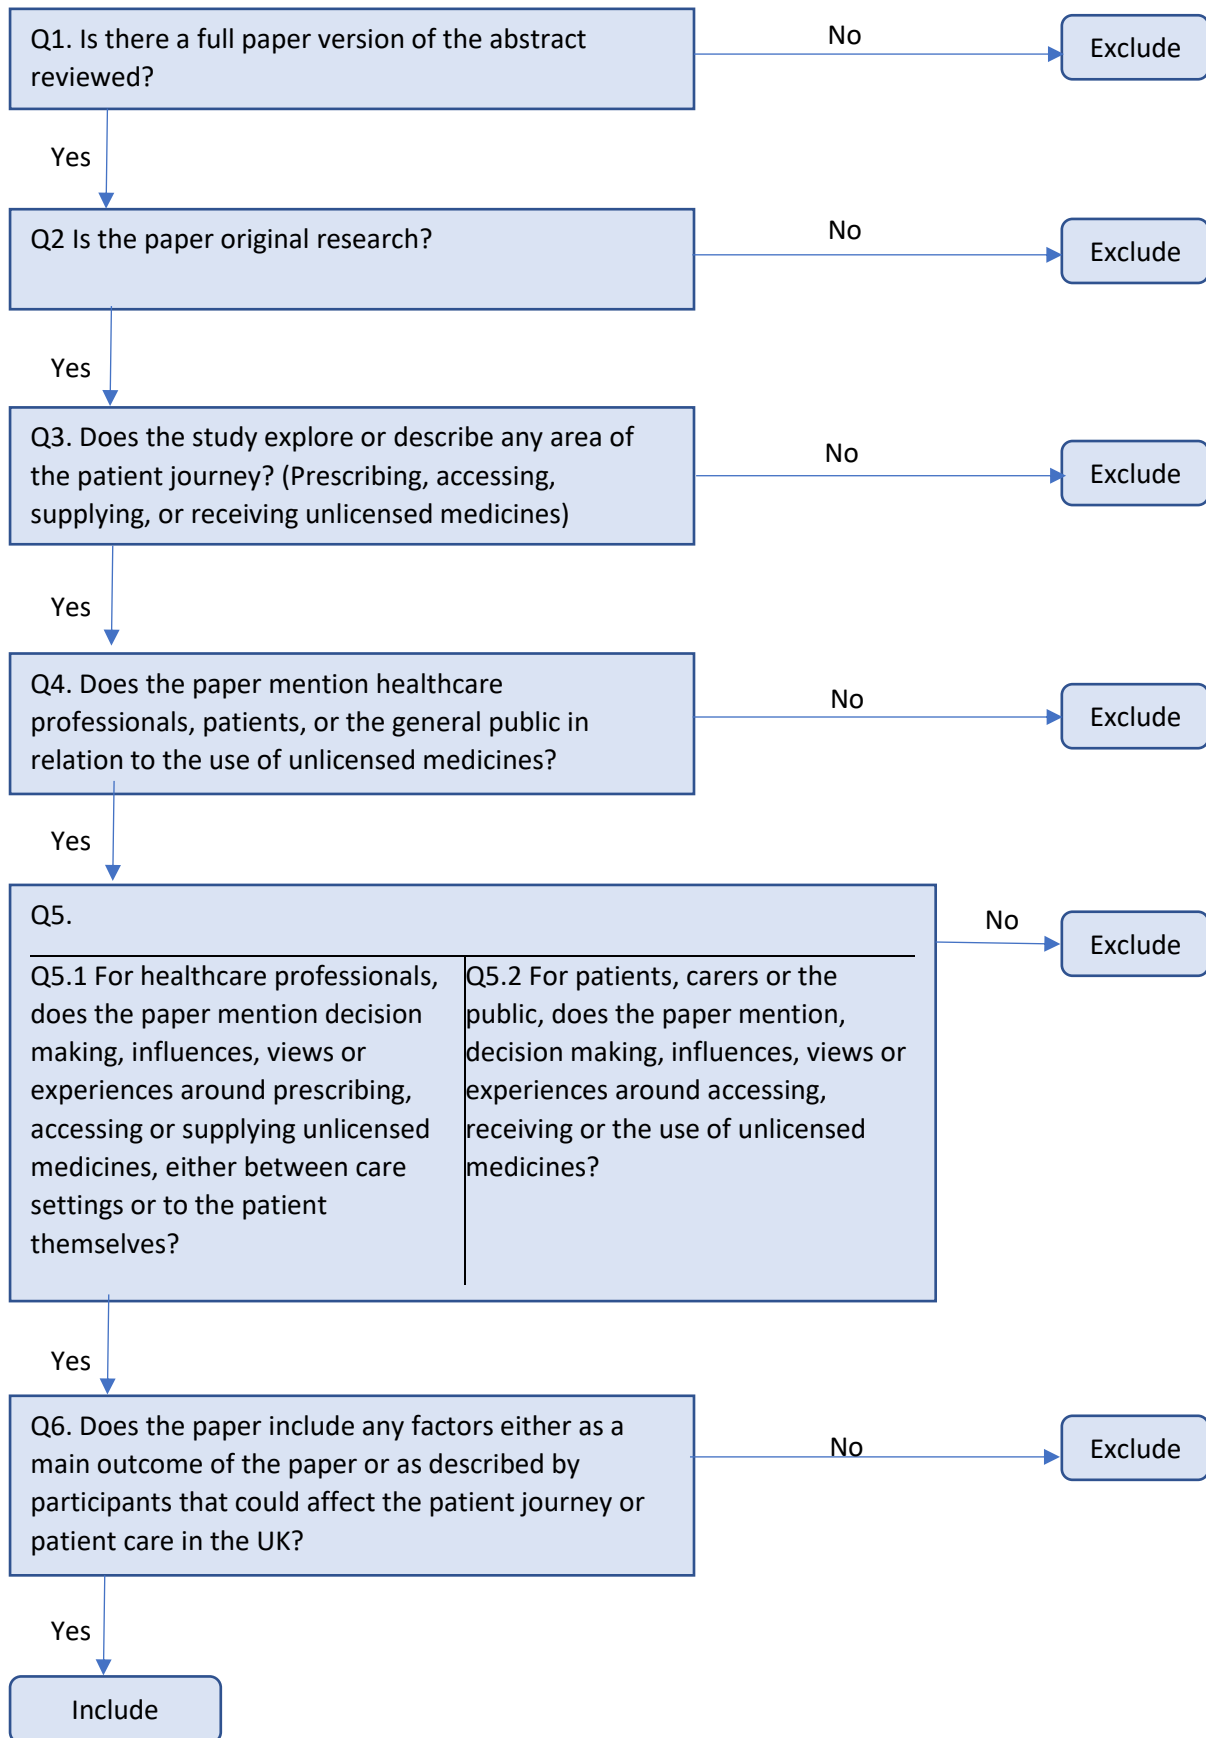 Q1. Is there a full paper version of the abstract
reviewed?
No
Exclude
Yes
Q2 Is the paper original research?
No
Exclude
Yes
Q3. Does the study explore or describe any area of
the patient journey? (Prescribing, accessing,
supplying, or receiving unlicensed medicines)
No
Exclude
Yes
Q4. Does the paper mention healthcare
professionals, patients, or the general public in
relation to the use of unlicensed medicines?
No
Exclude
Yes
Q5.
No
Exclude
Q5.1 For healthcare professionals,
does the paper mention decision
making, influences, views or
experiences around prescribing,
accessing or supplying unlicensed
medicines, either between care
settings or to the patient
themselves?
Q5.2 For patients, carers or the
public, does the paper mention,
decision making, influences, views or
experiences around accessing,
receiving or the use of unlicensed
medicines?
Yes
Q6. Does the paper include any factors either as a
main outcome of the paper or as described by
participants that could affect the patient journey or
patient care in the UK?
No
Exclude
Yes
Include